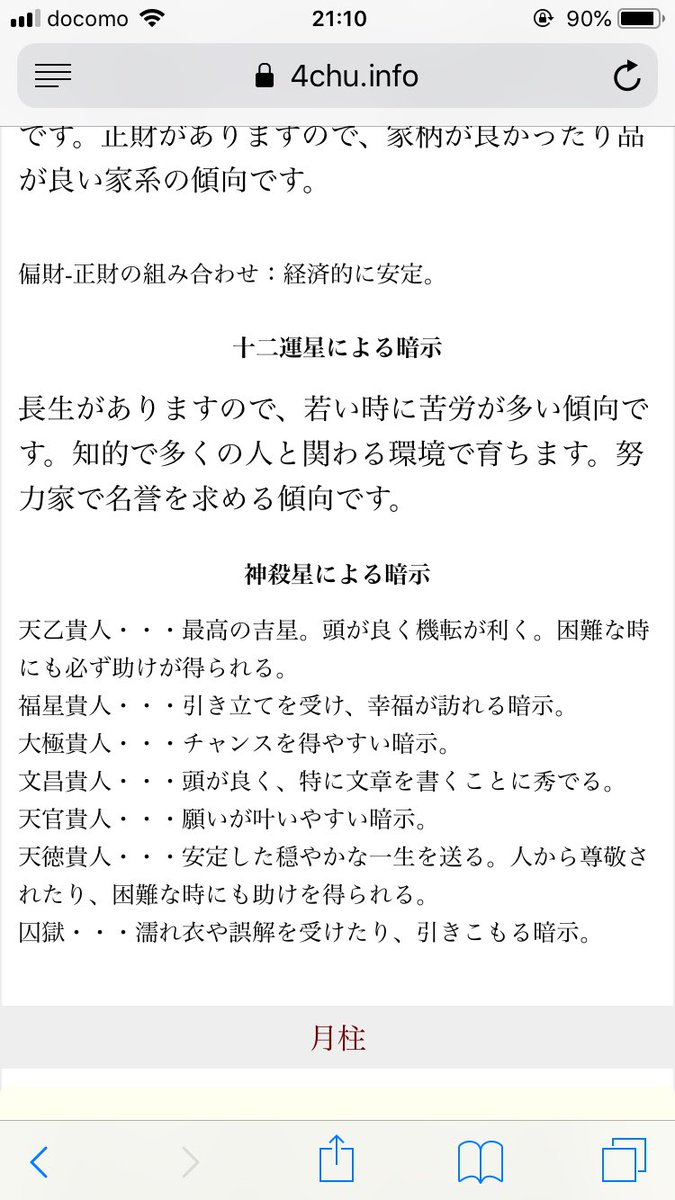 docomo
21:10
90%
4chu.info
です。正財がありますので、家柄が良かったり品
が良い家系の傾向です。
偏財-正財の組み合わせ：経済的に安定。
十二運星による暗示
長生がありますので、若い時に苦労が多い傾向で
す。知的で多くの人と関わる環境で育ちます。努
力家で名誉を求める傾向です。
神殺星による暗示
天乙貴人・・・最高の吉星。頭が良く機転が利く。困難な時
にも必ず助けが得られる。
福星貴人・・・引き立てを受け、幸福が訪れる暗示。
大極貴人・・・チャンスを得やすい暗示。
文昌貴人・・・頭が良く、特に文章を書くことに秀でる。
天官貴人・・・願いが叶いやすい暗示。
天徳貴人・・・安定した穏やかな一生を送る。人から尊敬さ
れたり、困難な時にも助けを得られる。
囚獄・・・濡れ衣や誤解を受けたり、引きこもる暗示。
月柱